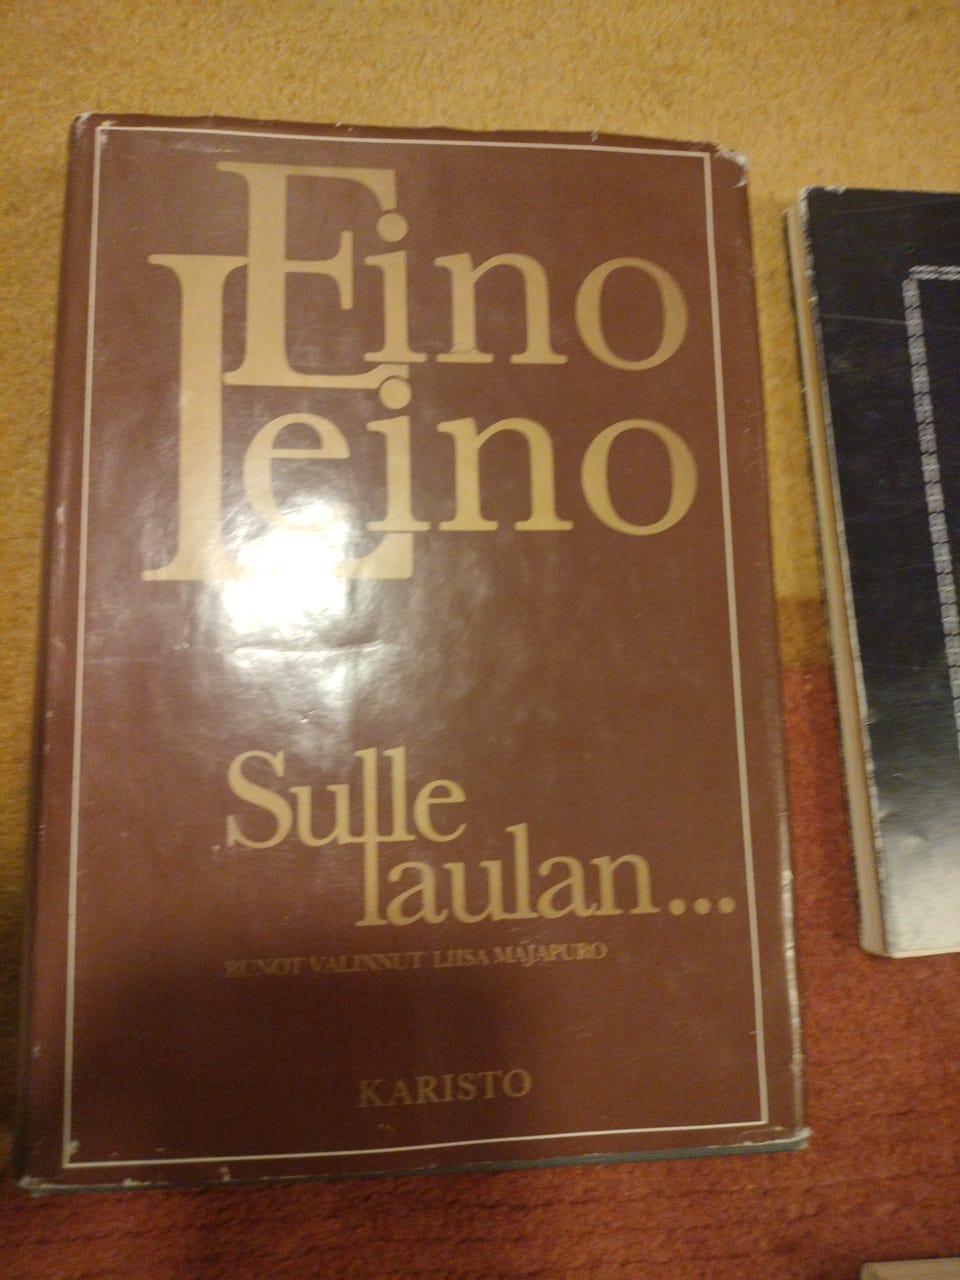 Eino
Leino
Sulle
laulan...
RUNOT VALINNUT LIISA MAJAPURO
KARISTO